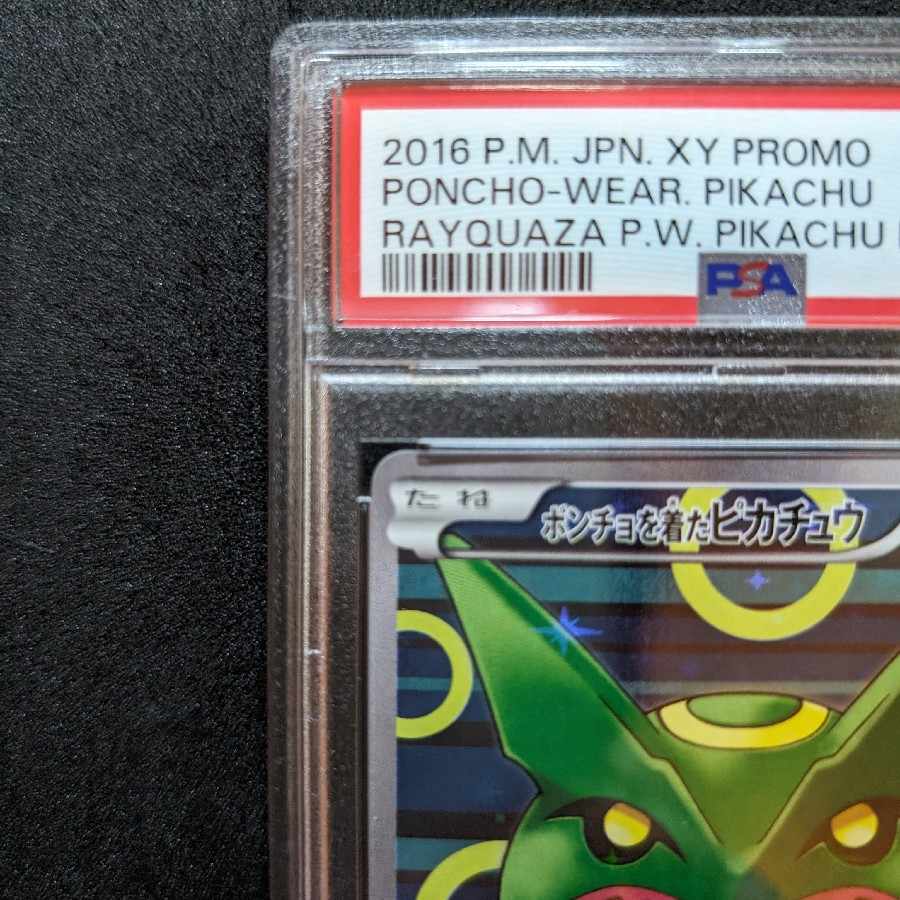 2016 P.M. JPN. XY PROMO
PONCHO-WEAR. PIKACHU
RAYQUAZA P.W. PIKACHU
PSA
たね
ポンチョを着たピカチュウ